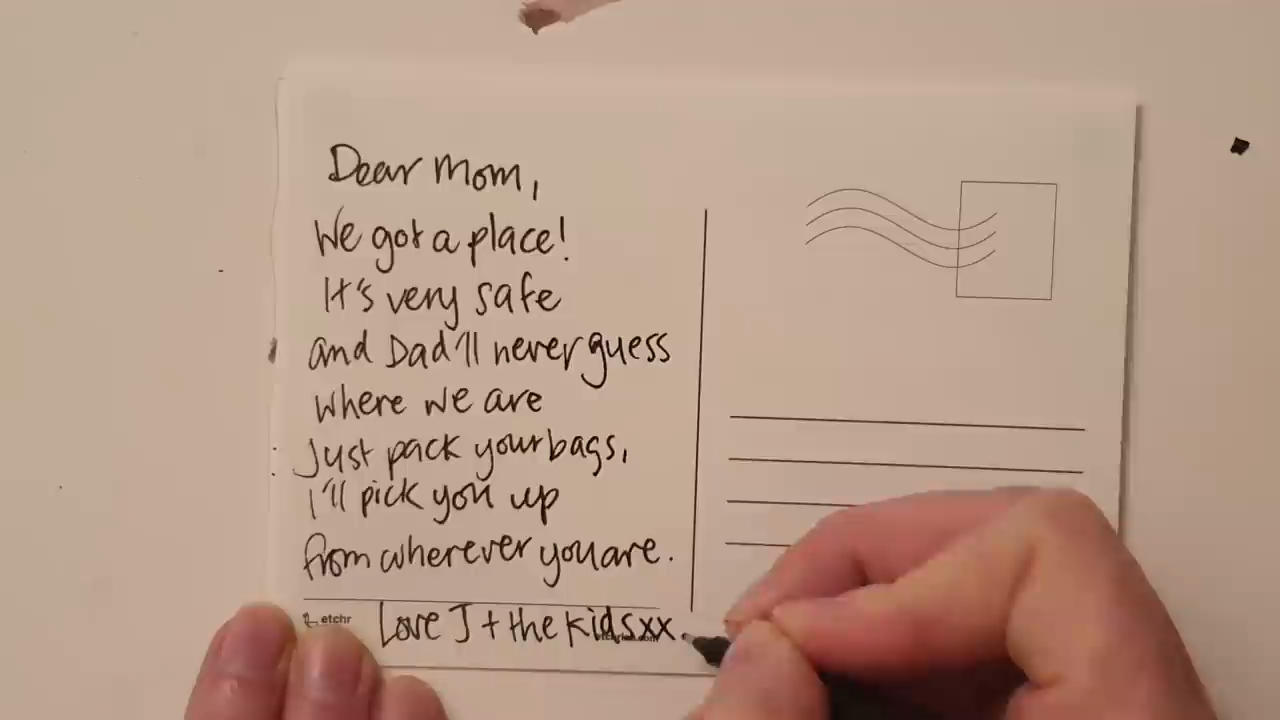 Dear Mom,
We got a place!
It's very safe
and Dad'll never guess
where we are
Just pack your bags,
I'll pick you up
from wherever you are.
etchr
Love J + the kids xx.